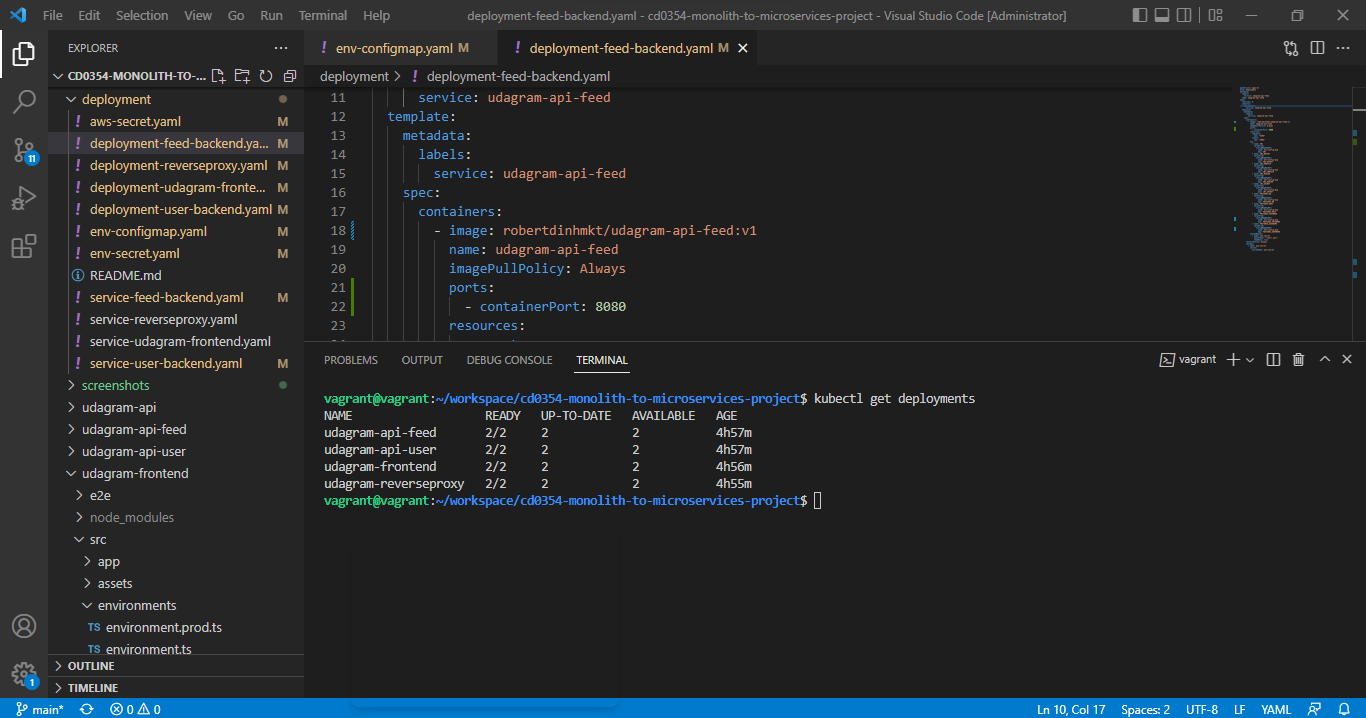 File Edit Selection View Go Run Terminal Help deployment-feed-backend.yaml - cd0354-monolith-to-microservices-project - Visual Studio Code [Administrator]
EXPLORER
CD0354-MONOLITH-TO-...
deployment
! aws-secret.yaml M
! deployment-feed-backend.ya... M
! deployment-reverseproxy.yaml M
! deployment-udagram-fronte... M
! deployment-user-backend.yaml M
! env-configmap.yaml M
! env-secret.yaml M
README.md
! service-feed-backend.yaml M
! service-reverseproxy.yaml
! service-udagram-frontend.yaml
! service-user-backend.yaml M
screenshots
udagram-api
udagram-api-feed
udagram-api-user
udagram-frontend
e2e
node_modules
src
app
assets
environments
TS environment.prod.ts
TS environment.ts
OUTLINE
TIMELINE
11
1
! env-configmap.yaml M
! deployment-feed-backend.yaml M
deployment > ! deployment-feed-backend.yaml
11 service: udagram-api-feed
12 template:
13 metadata:
14 labels:
15 service: udagram-api-feed
16 spec:
17 containers:
18 - image: robertdinhmkt/udagram-api-feed:v1
19 name: udagram-api-feed
20 imagePullPolicy: Always
21 ports:
22 - containerPort: 8080
23 resources:
PROBLEMS OUTPUT DEBUG CONSOLE TERMINAL vagrant
vagrant@vagrant:~/workspace/cd0354-monolith-to-microservices-project$ kubectl get deployments
NAME READY UP-TO-DATE AVAILABLE AGE
udagram-api-feed 2/2 2 2 4h57m
udagram-api-user 2/2 2 2 4h57m
udagram-frontend 2/2 2 2 4h56m
udagram-reverseproxy 2/2 2 2 4h55m
vagrant@vagrant:~/workspace/cd0354-monolith-to-microservices-project$
main* 0 0 Ln 10, Col 17 Spaces: 2 UTF-8 LF YAML